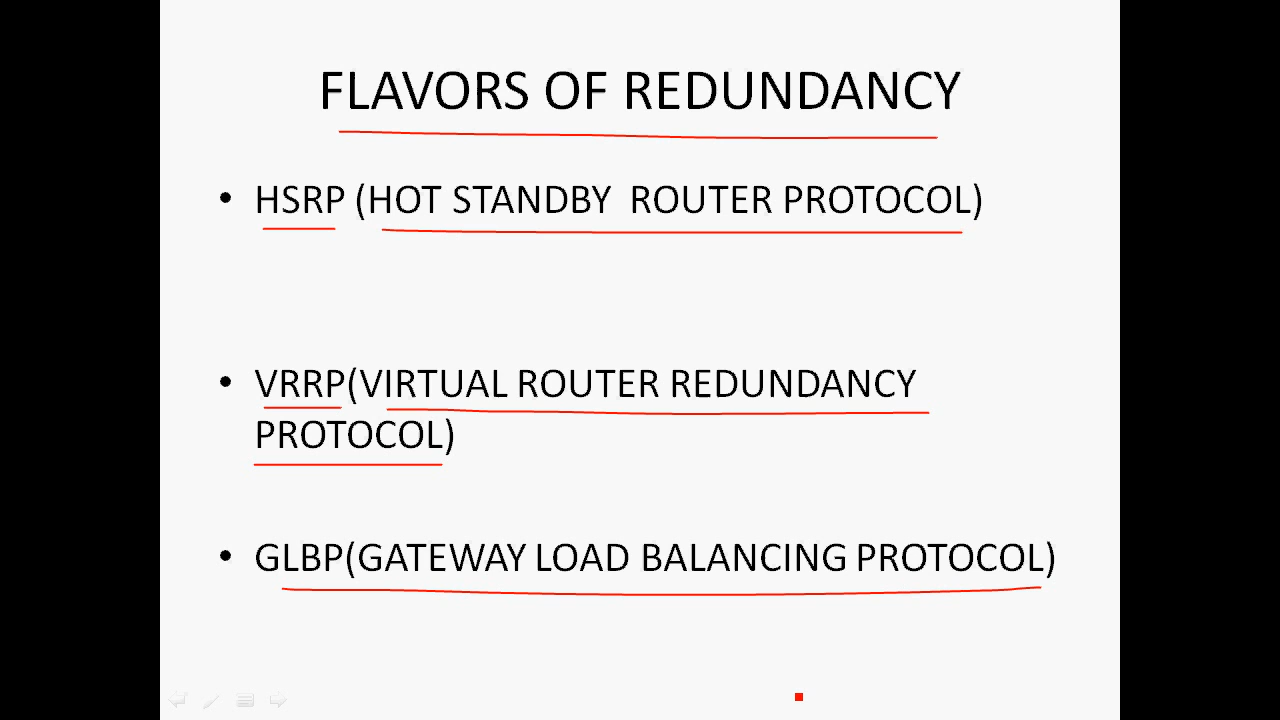 FLAVORS OF REDUNDANCY
• HSRP (HOT STANDBY ROUTER PROTOCOL)
• VRRP(VIRTUAL ROUTER REDUNDANCY
PROTOCOL)
• GLBP(GATEWAY LOAD BALANCING PROTOCOL)